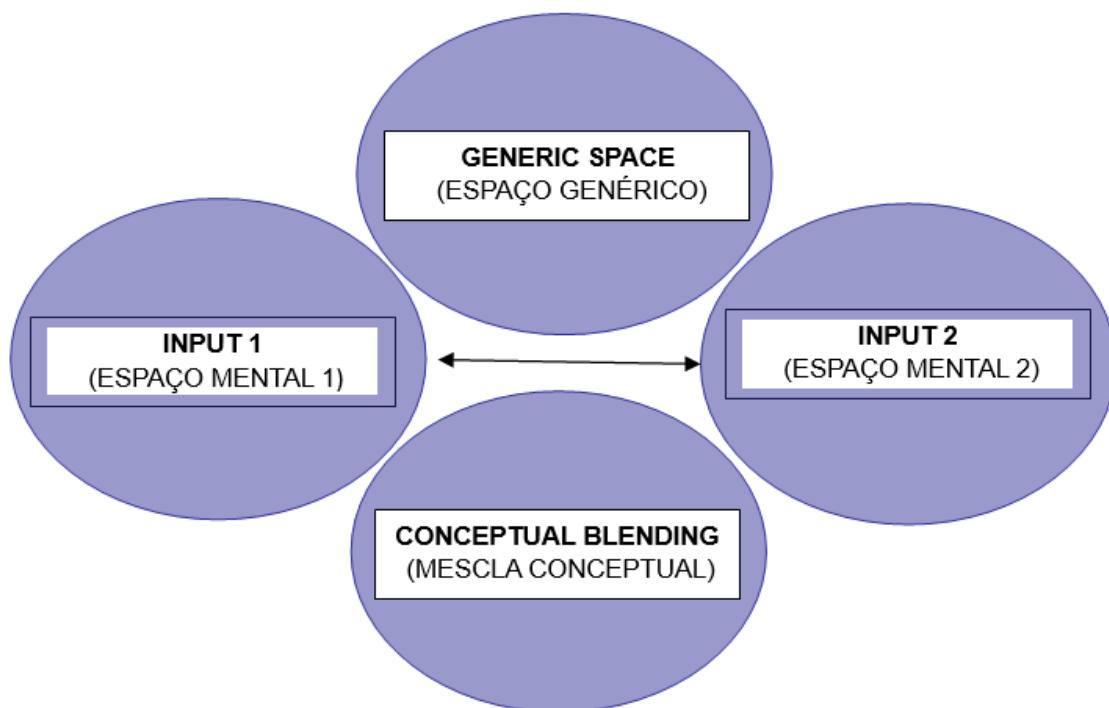 GENERIC SPACE
(ESPAÇO GENÉRICO)
INPUT 1
(ESPAÇO MENTAL 1)
INPUT 2
(ESPAÇO MENTAL 2)
CONCEPTUAL BLENDING
(MESCLA CONCEPTUAL)